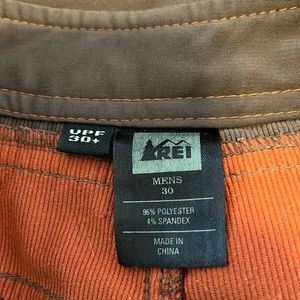 UPF
30+
REI
MENS
30
96% POLYESTER
4% SPANDEX
MADE IN
CHINA